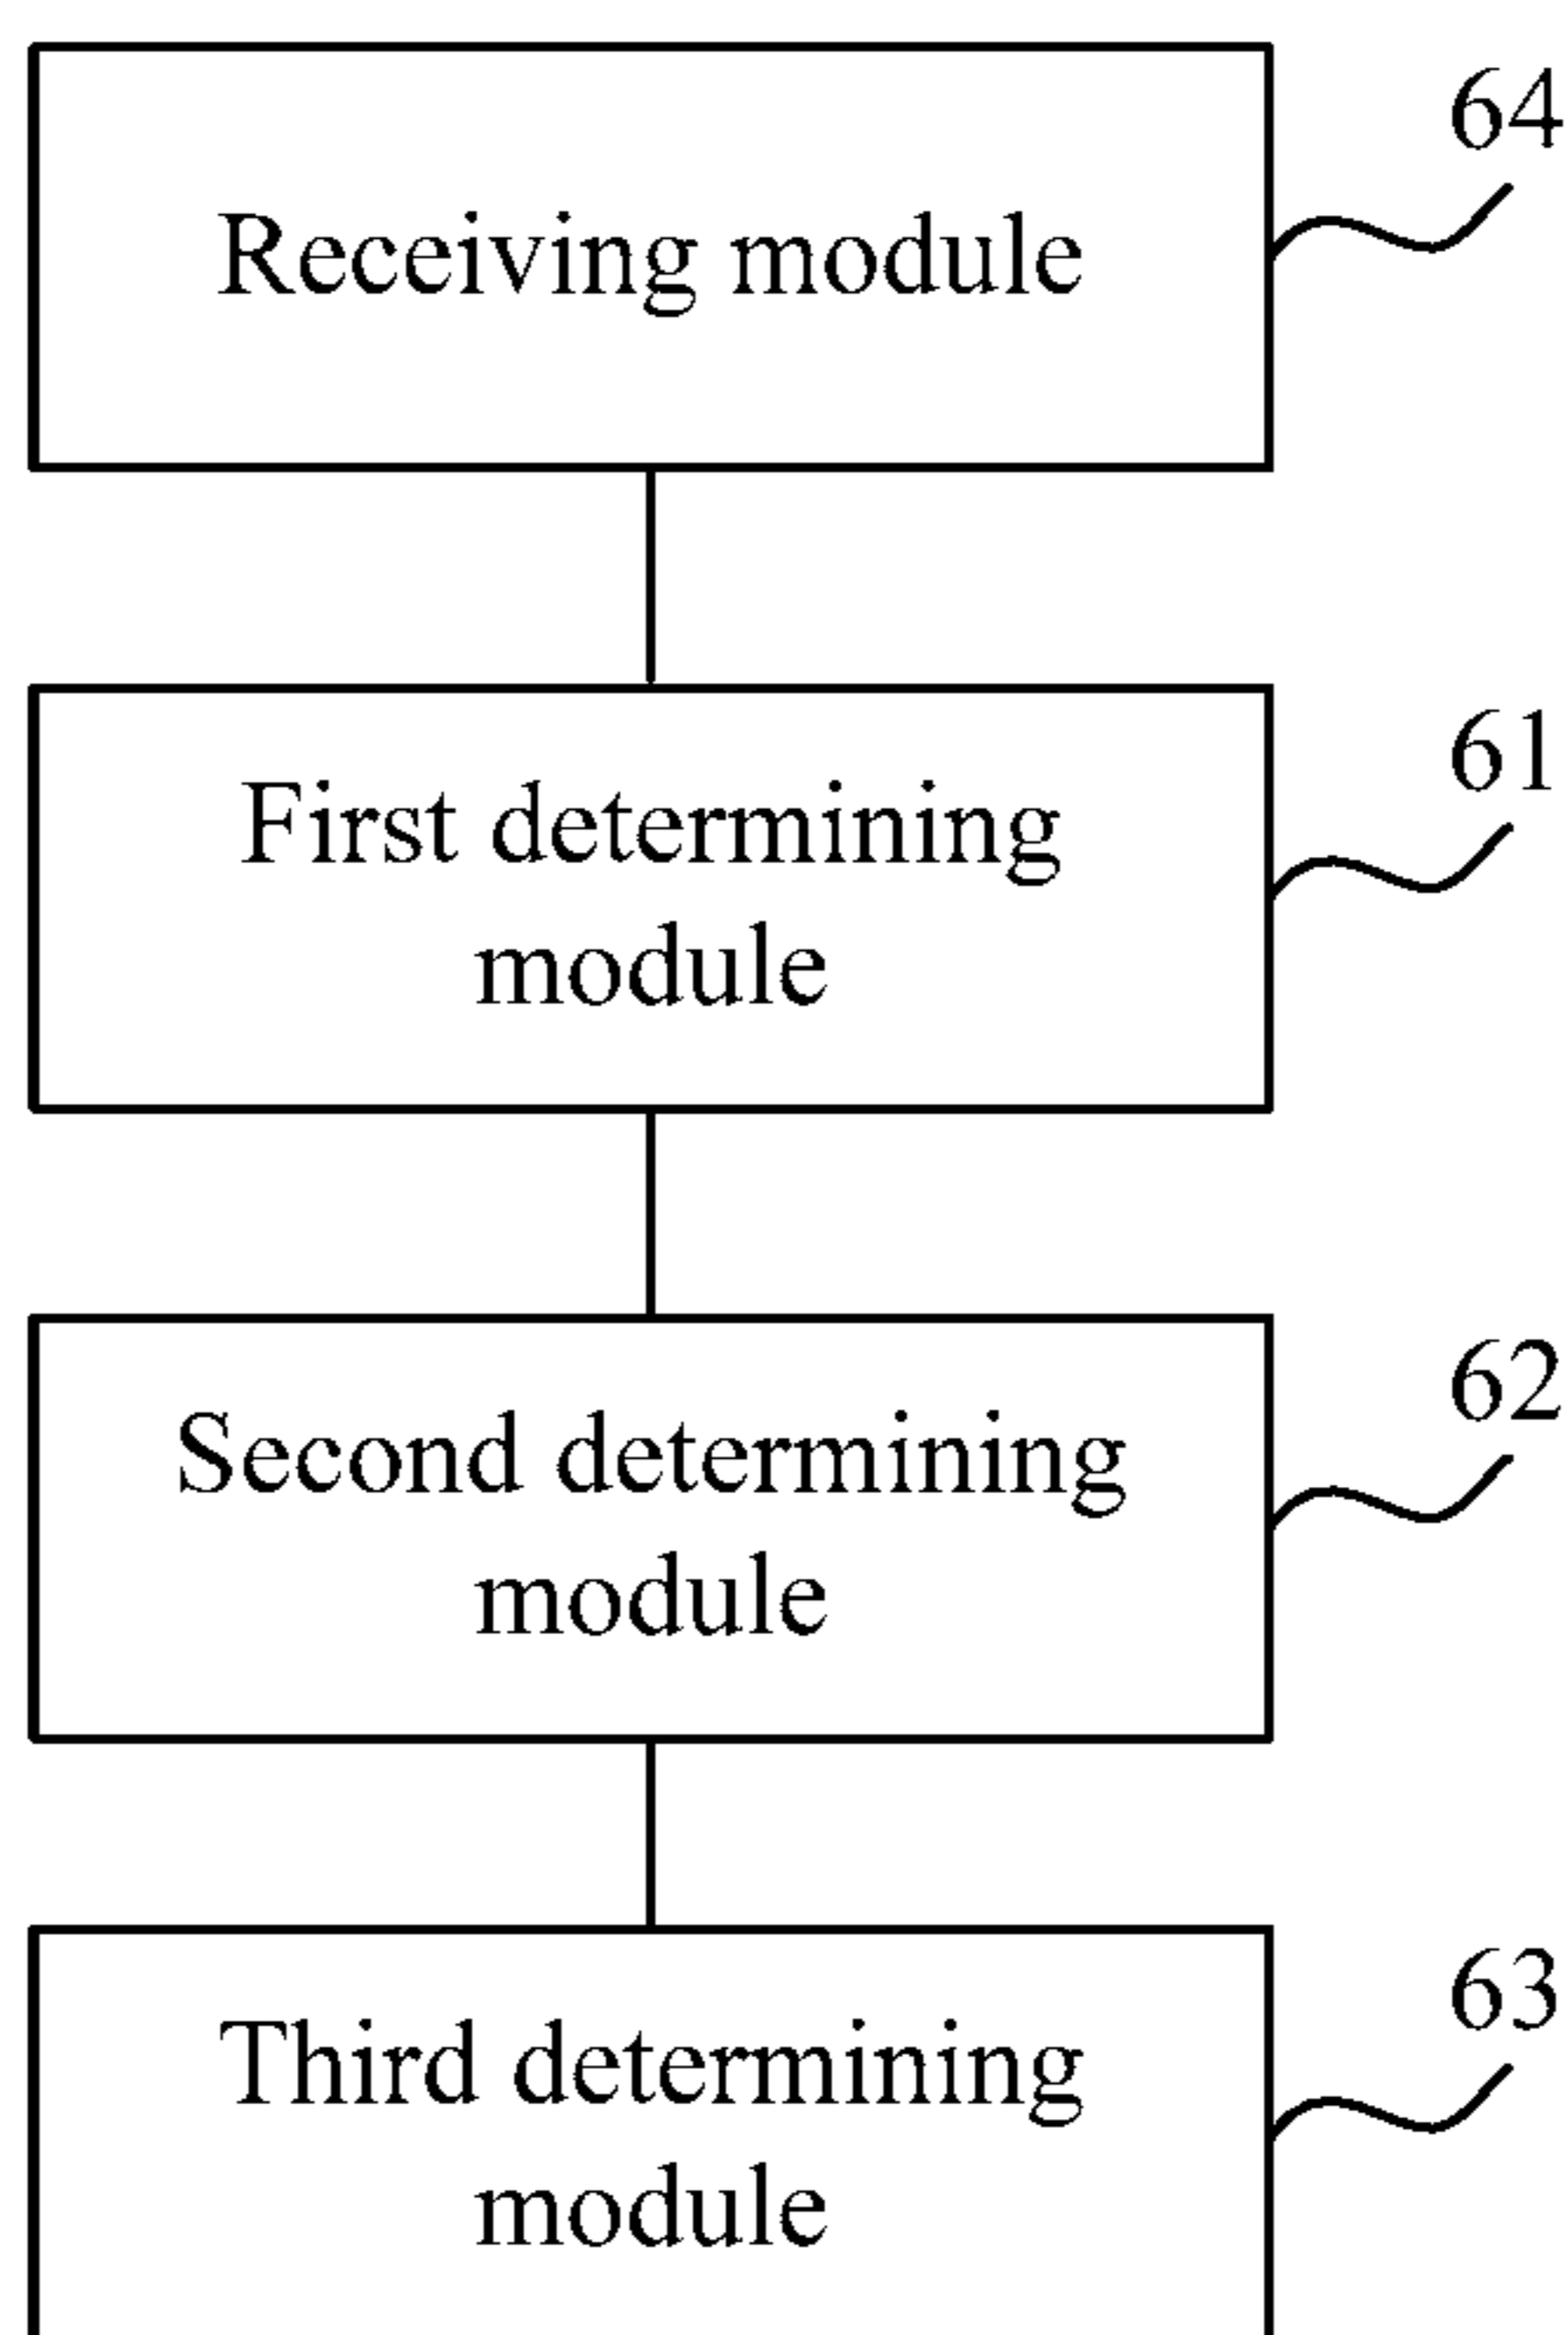 64
Receiving module
61
First determining
module
62
Second determining
module
63
Third determining
module